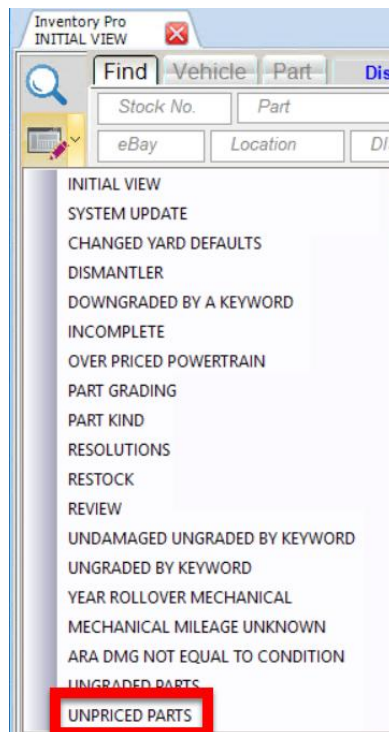 Inventory Pro
INITIAL VIEW
Find Vehicle Part Dis
Stock No. Part
eBay Location
INITIAL VIEW
SYSTEM UPDATE
CHANGED YARD DEFAULTS
DISMANTLER
DOWNGRADED BY A KEYWORD
INCOMPLETE
OVER PRICED POWERTRAIN
PART GRADING
PART KIND
RESOLUTIONS
RESTOCK
REVIEW
UNDAMAGED UNGRADED BY KEYWORD
UNGRADED BY KEYWORD
YEAR ROLLOVER MECHANICAL
MECHANICAL MILEAGE UNKNOWN
ARA DMG NOT EQUAL TO CONDITION
UNGRADED PARTS
UNPRICED PARTS